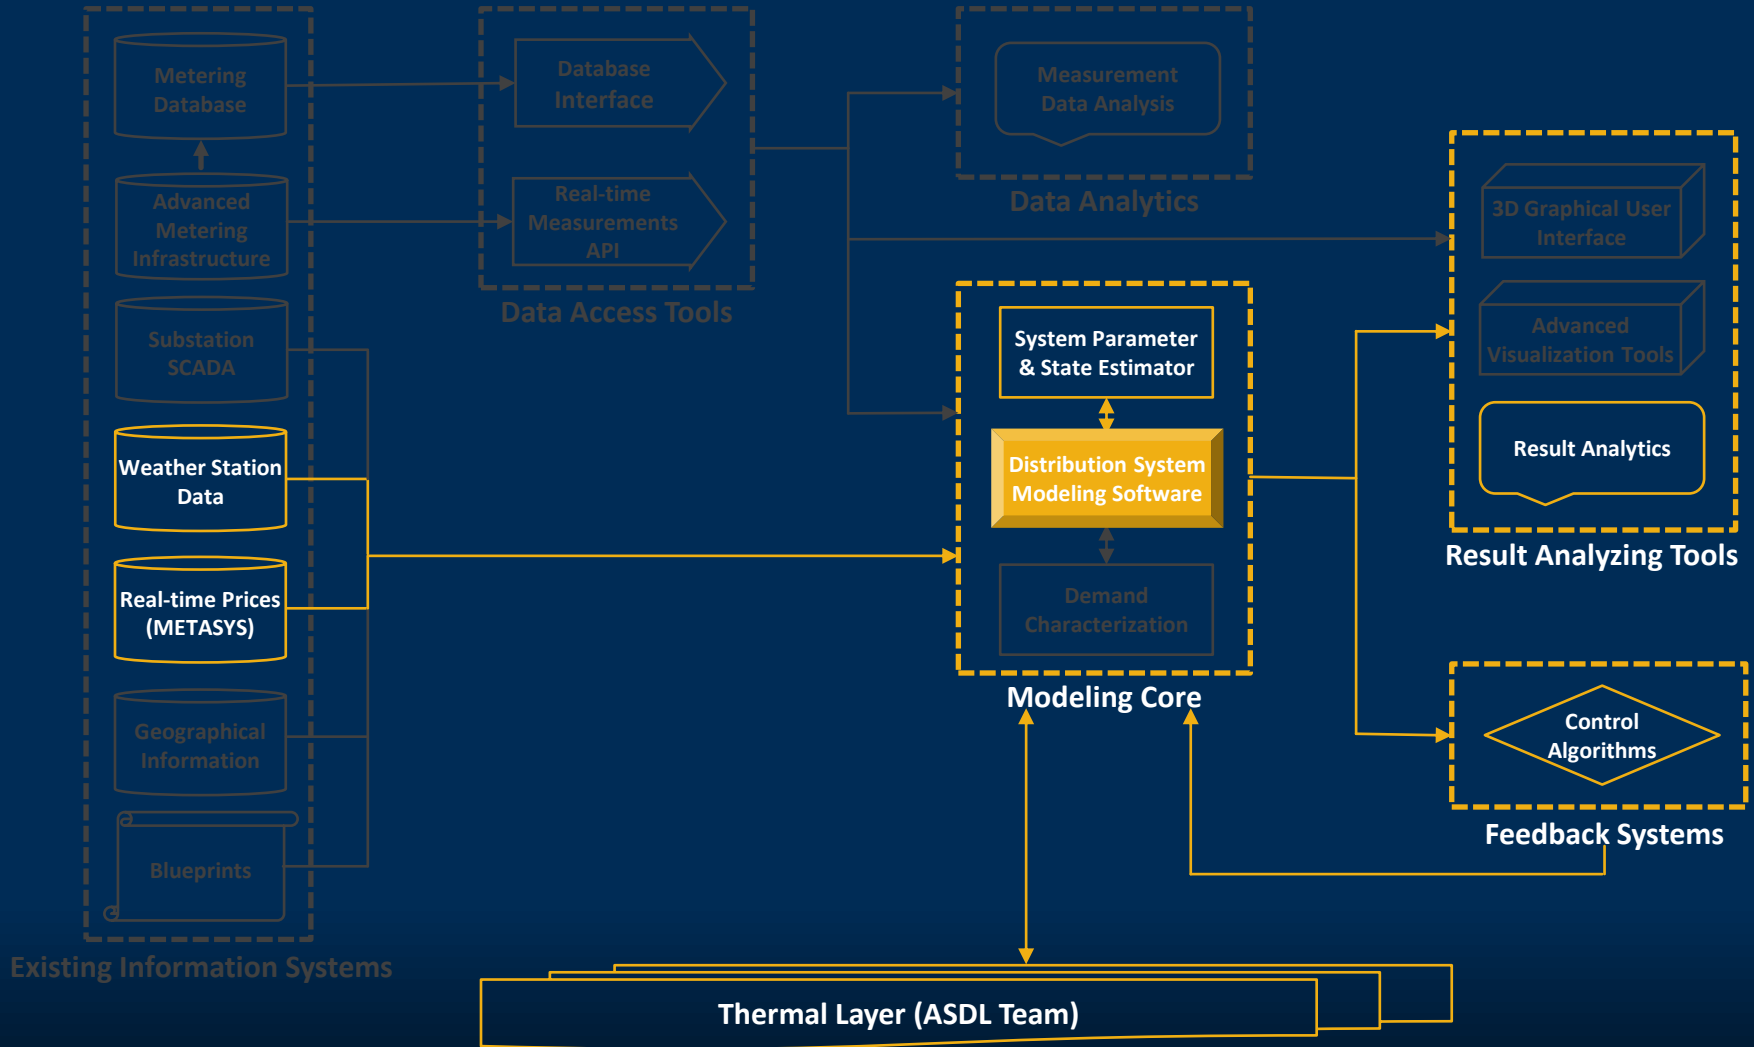 Metering
Database
Advanced
Metering
Infrastructure
Substation
SCADA
Weather Station
Data
Real-time Prices
(METASYS)
Geographical
Information
Blueprints
Existing Information Systems
Database
Interface
Real-time
Measurements
API
Data Access Tools
Measurement
Data Analysis
Data Analytics
System Parameter
& State Estimator
Distribution System
Modeling Software
Demand
Characterization
Modeling Core
3D Graphical User
Interface
Advanced
Visualization Tools
Result Analytics
Result Analyzing Tools
Control
Algorithms
Feedback Systems
Thermal Layer (ASDL Team)